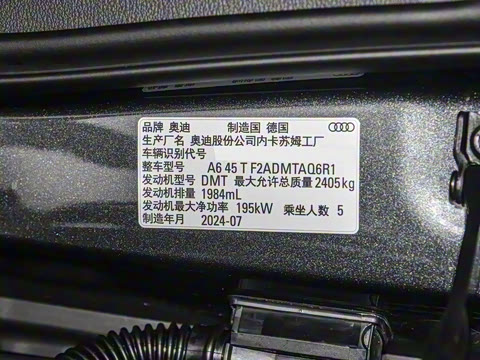 品牌 奥迪 制造国 德国
生产厂名 奥迪股份公司内卡苏姆工厂
车辆识别代号
整车型号 A6 45 T F2ADMTAQ6R1
发动机型号 DMT 最大允许总质量 2405kg
发动机排量 1984mL
发动机最大净功率 195kW 乘坐人数 5
制造年月 2024-07